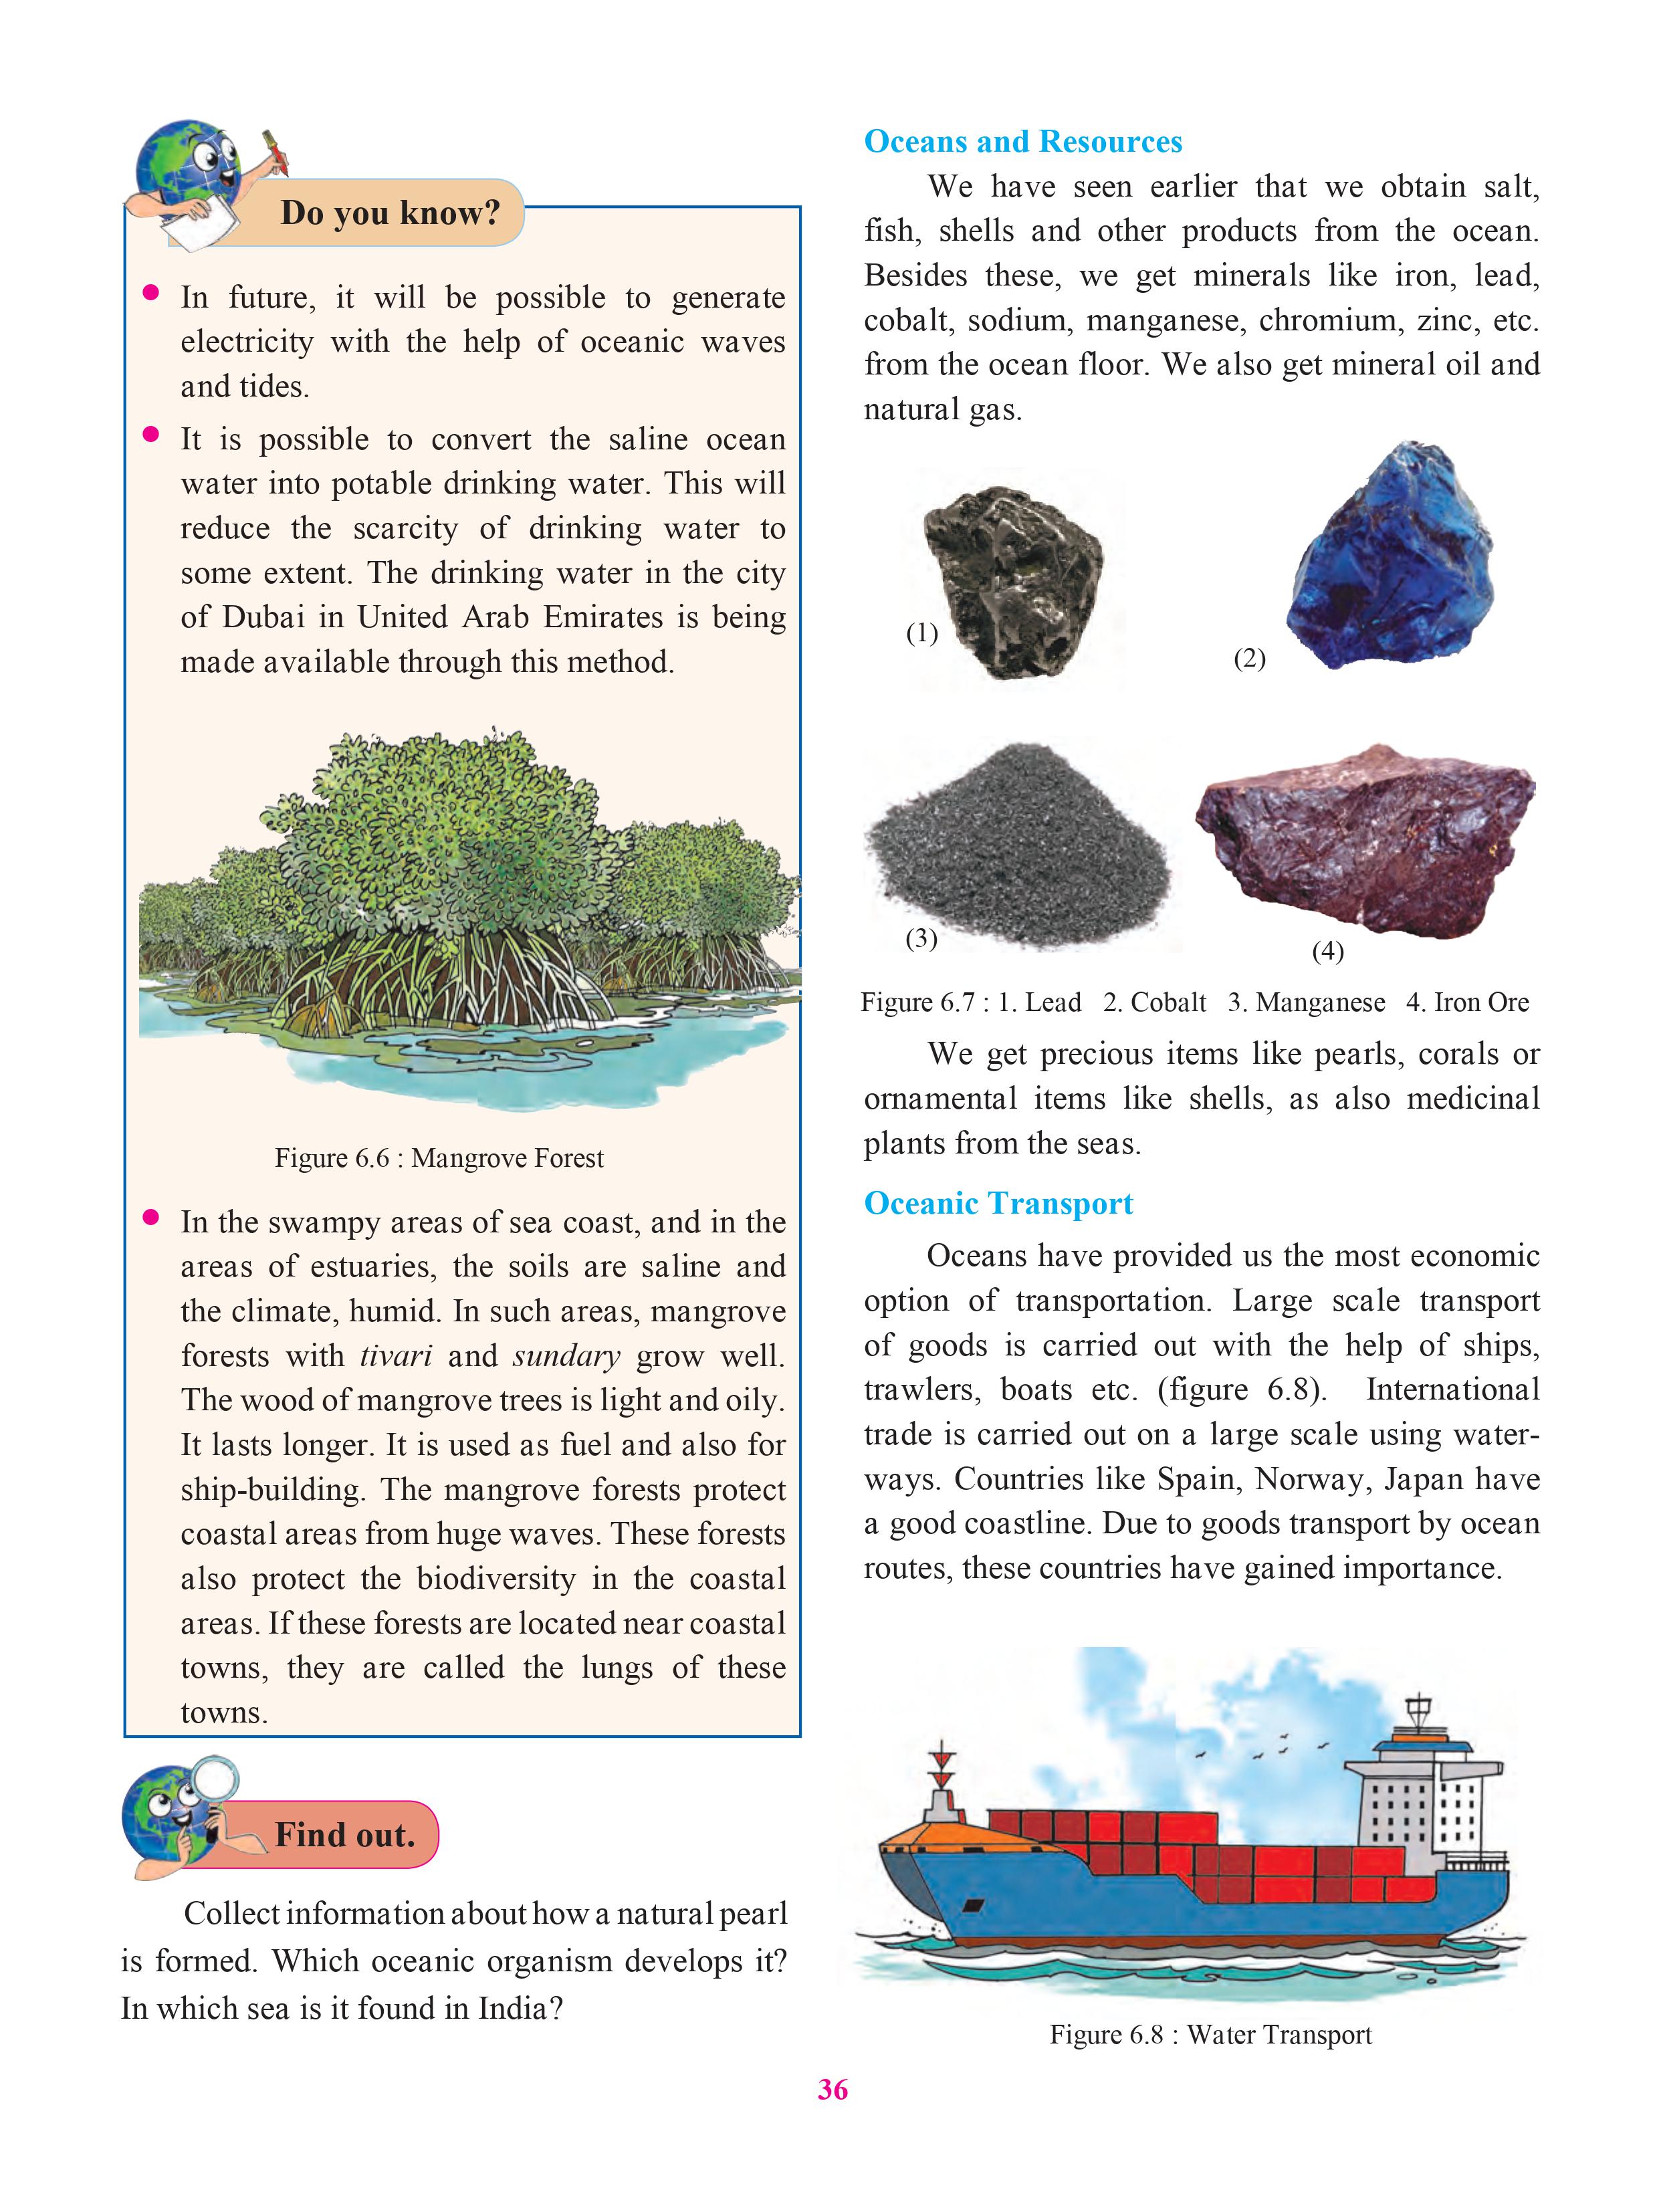 Do you know?
• In future, it will be possible to generate
electricity with the help of oceanic waves
and tides.
• It is possible to convert the saline ocean
water into potable drinking water. This will
reduce the scarcity of drinking water to
some extent. The drinking water in the city
of Dubai in United Arab Emirates is being
made available through this method.
Figure 6.6 : Mangrove Forest
• In the swampy areas of sea coast, and in the
areas of estuaries, the soils are saline and
the climate, humid. In such areas, mangrove
forests with tivari and sundary grow well.
The wood of mangrove trees is light and oily.
It lasts longer. It is used as fuel and also for
ship-building. The mangrove forests protect
coastal areas from huge waves. These forests
also protect the biodiversity in the coastal
areas. If these forests are located near coastal
towns, they are called the lungs of these
towns.
Find out.
Collect information about how a natural pearl
is formed. Which oceanic organism develops it?
In which sea is it found in India?
Oceans and Resources
We have seen earlier that we obtain salt,
fish, shells and other products from the ocean.
Besides these, we get minerals like iron, lead,
cobalt, sodium, manganese, chromium, zinc, etc.
from the ocean floor. We also get mineral oil and
natural gas.
(1)
(2)
(3)
(4)
Figure 6.7 : 1. Lead 2. Cobalt 3. Manganese 4. Iron Ore
We get precious items like pearls, corals or
ornamental items like shells, as also medicinal
plants from the seas.
Oceanic Transport
Oceans have provided us the most economic
option of transportation. Large scale transport
of goods is carried out with the help of ships,
trawlers, boats etc. (figure 6.8). International
trade is carried out on a large scale using water-
ways. Countries like Spain, Norway, Japan have
a good coastline. Due to goods transport by ocean
routes, these countries have gained importance.
Figure 6.8 : Water Transport
36